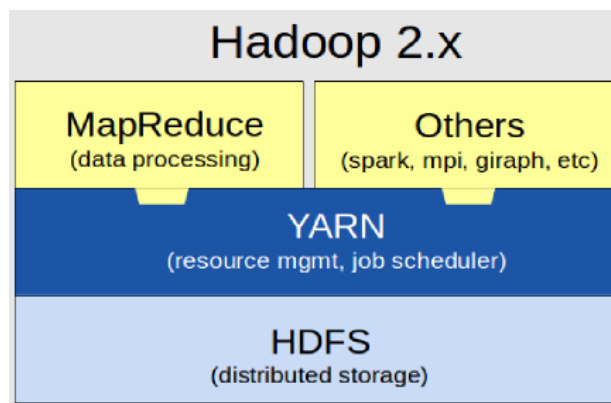 Hadoop 2.x
MapReduce
(data processing)
Others
(spark, mpi, giraph, etc)
YARN
(resource mgmt, job scheduler)
HDFS
(distributed storage)